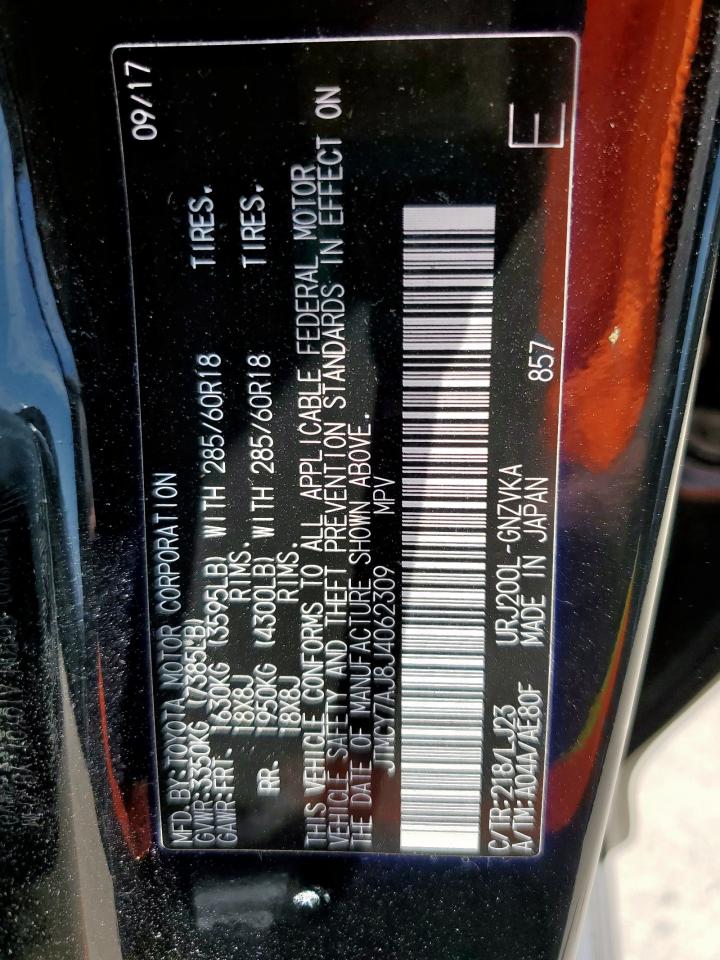 MFD. BY:TOYOTA MOTOR CORPORATION 09/17
GVWR:3350KG (7385LB)
GAWR:FRT. 1630KG (3595LB) WITH 285/60R18 TIRES.
18X8J RIMS.
RR. 1950KG (4300LB) WITH 285/60R18 TIRES.
18X8J RIMS.
THIS VEHICLE CONFORMS TO ALL APPLICABLE FEDERAL MOTOR
VEHICLE SAFETY AND THEFT PREVENTION STANDARDS IN EFFECT ON
THE DATE OF MANUFACTURE SHOWN ABOVE.
JTMCY7AJ8J4062309 MPV
C/TR:218/LJ23 URJ200L-GNZVKA 857
A/TM:A04A/AE80F MADE IN JAPAN E